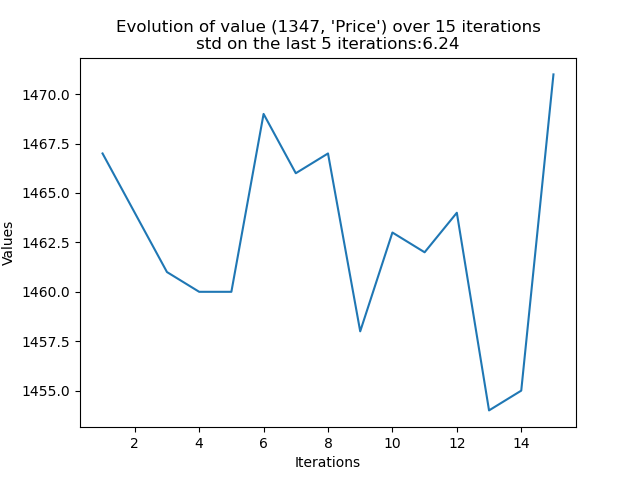 Evolution of value (1347, 'Price') over 15 iterations
std on the last 5 iterations:6.24
1470.0
1467.5
1465.0
1462.5
1460.0
1457.5
1455.0
Values
2 4 6 8 10 12 14
Iterations